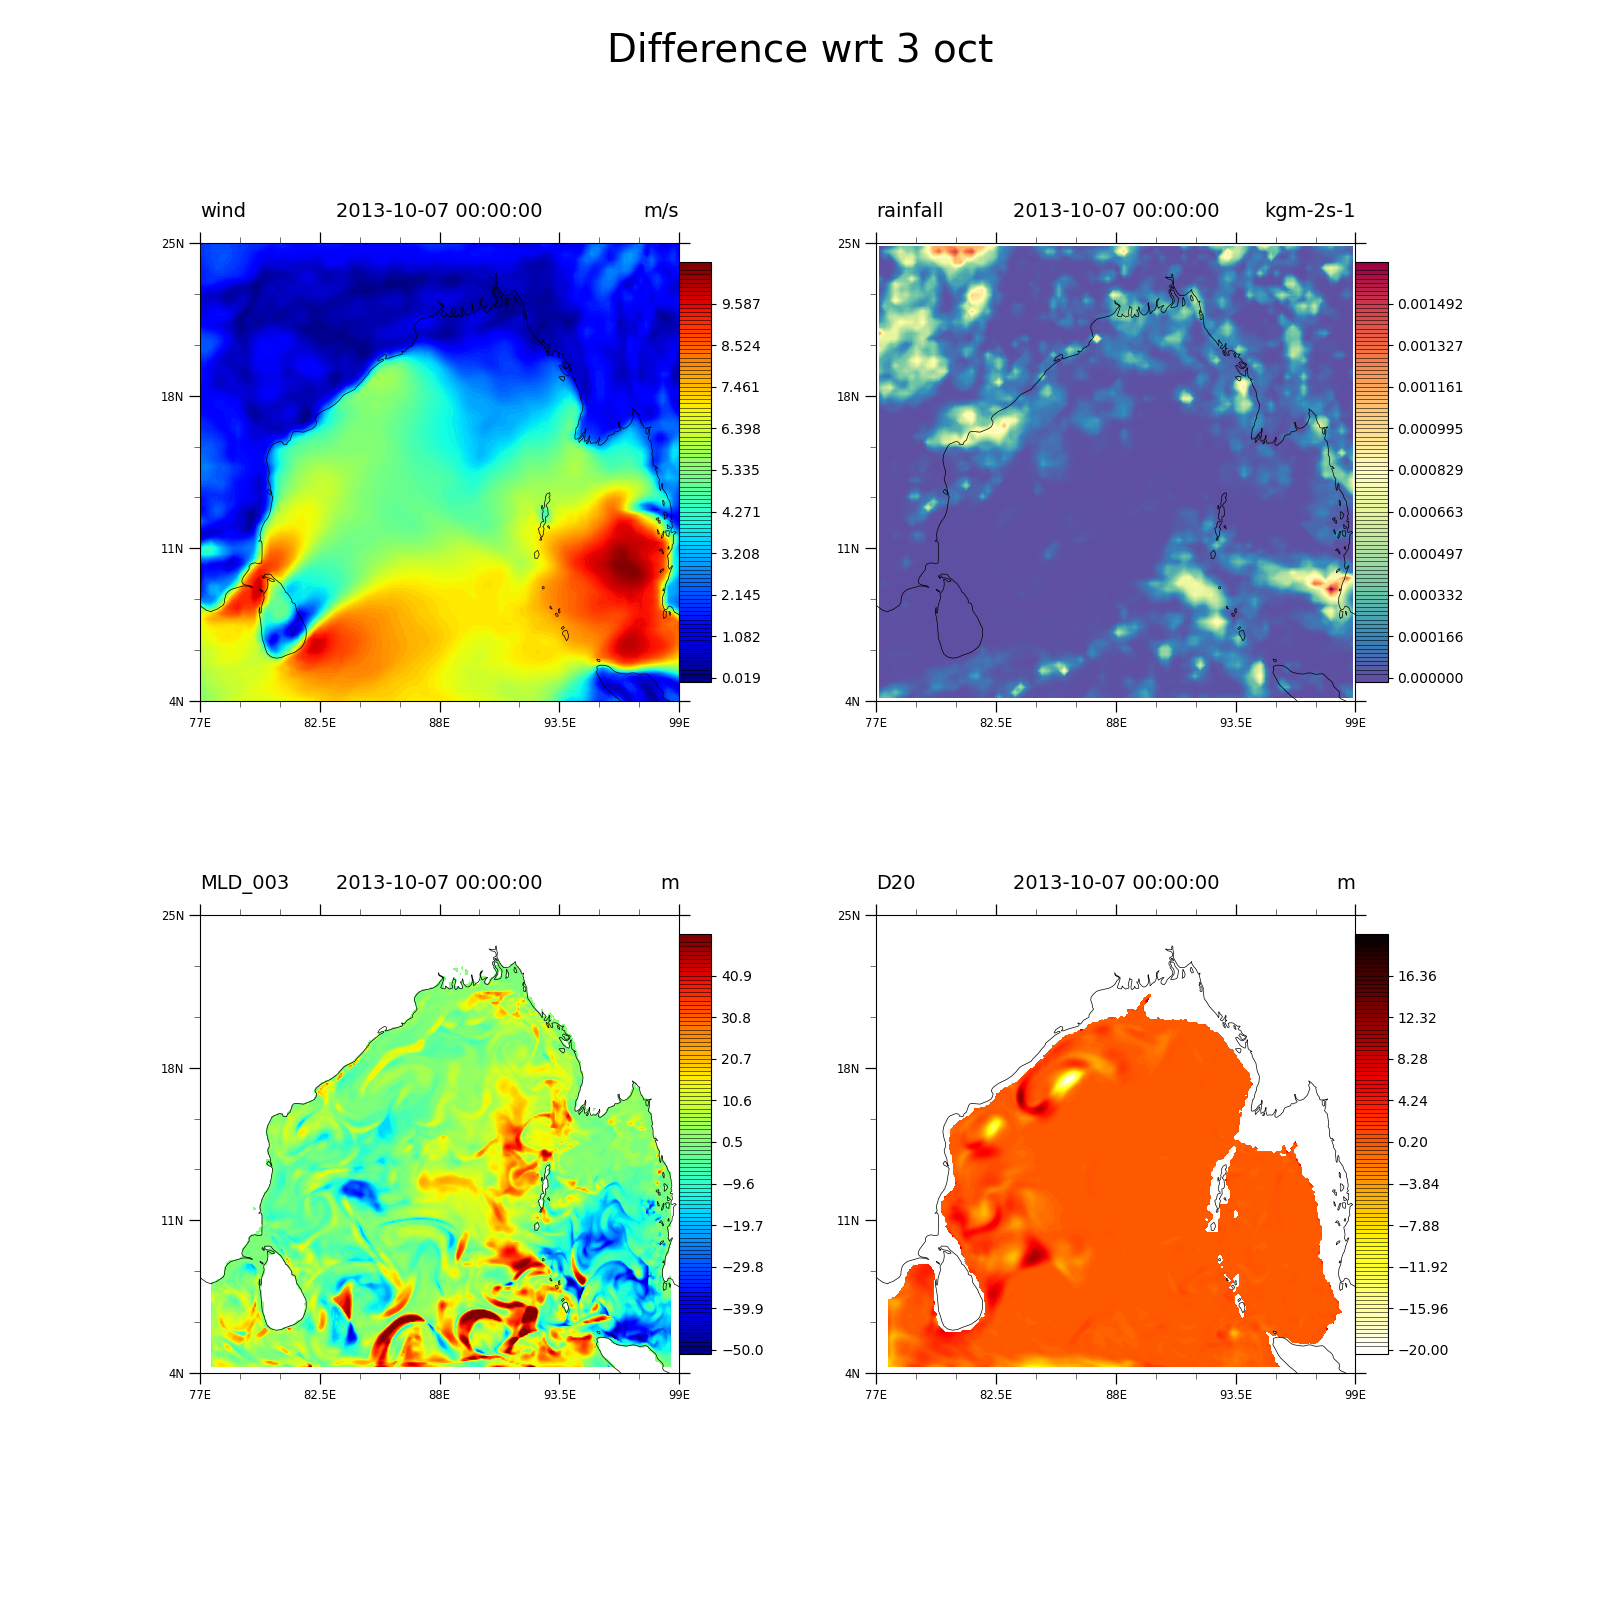 Difference wrt 3 oct
wind 2013-10-07 00:00:00 m/s
25N
18N
11N
4N
77E 82.5E 88E 93.5E 99E
9.587
8.524
7.461
6.398
5.335
4.271
3.208
2.145
1.082
0.019
rainfall 2013-10-07 00:00:00 kgm-2s-1
25N
18N
11N
4N
77E 82.5E 88E 93.5E 99E
0.001492
0.001327
0.001161
0.000995
0.000829
0.000663
0.000497
0.000332
0.000166
0.000000
MLD_003 2013-10-07 00:00:00 m
25N
18N
11N
4N
77E 82.5E 88E 93.5E 99E
40.9
30.8
20.7
10.6
0.5
−9.6
−19.7
−29.8
−39.9
−50.0
D20 2013-10-07 00:00:00 m
25N
18N
11N
4N
77E 82.5E 88E 93.5E 99E
16.36
12.32
8.28
4.24
0.20
−3.84
−7.88
−11.92
−15.96
−20.00